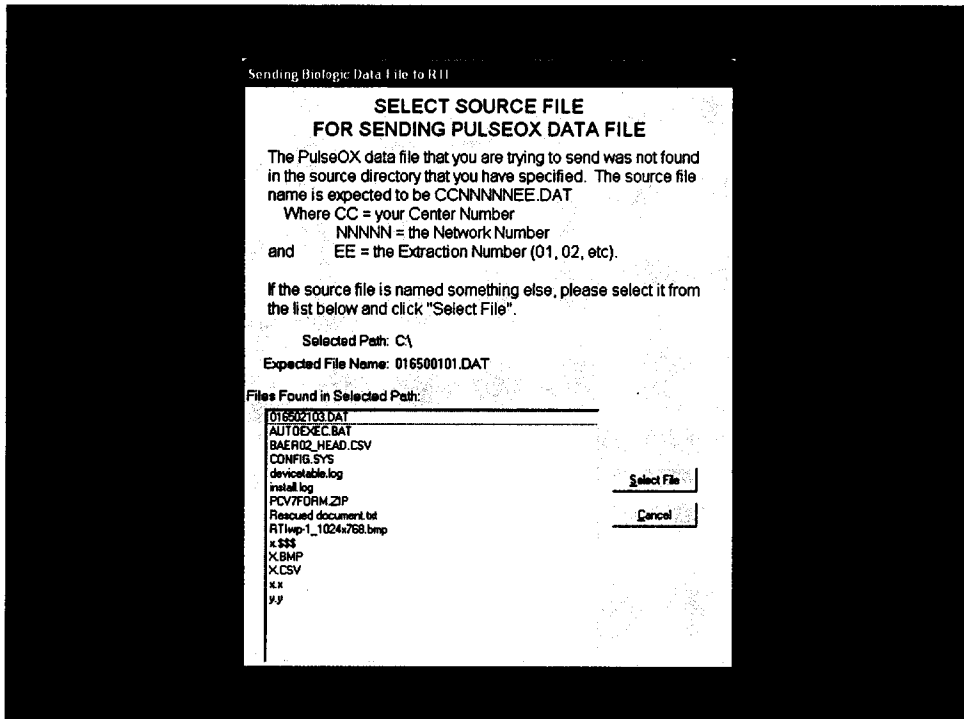 Sending Biologic Data File to RTI
SELECT SOURCE FILE
FOR SENDING PULSEOX DATA FILE
The PulseOX data file that you are trying to send was not found
in the source directory that you have specified. The source file
name is expected to be CCNNNNNEE.DAT
Where CC = your Center Number
NNNNN = the Network Number
and EE = the Extraction Number (01, 02, etc).
If the source file is named something else, please select it from
the list below and click "Select File".
Selected Path: C:\
Expected File Name: 016500101.DAT
Files Found in Selected Path:
016502103.DAT
AUTOEXEC.BAT
BAER02_HEAD.CSV
CONFIG.SYS
devicetable.log
install.log
PCV7FORM.ZIP
Rescued document.txt
RTIwp-1_1024x768.bmp
x.$$$
X.BMP
X.CSV
x.x
y.y
Select File
Cancel